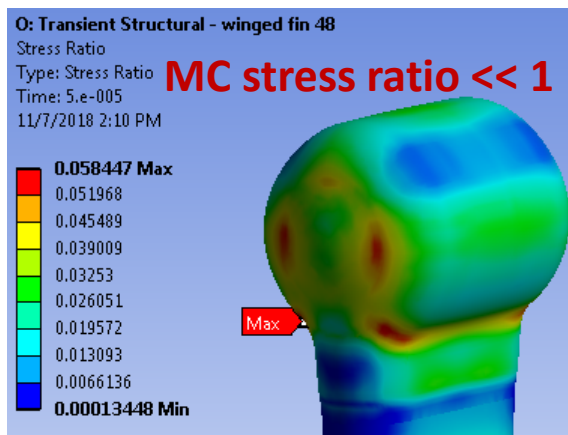 O: Transient Structural - winged fin 48
Stress Ratio
Type: Stress Ratio
Time: 5.e-005
11/7/2018 2:10 PM
MC stress ratio << 1
0.058447 Max
0.051968
0.045489
0.039009
0.03253
0.026051
0.019572
0.013093
0.0066136
0.00013448 Min
Max